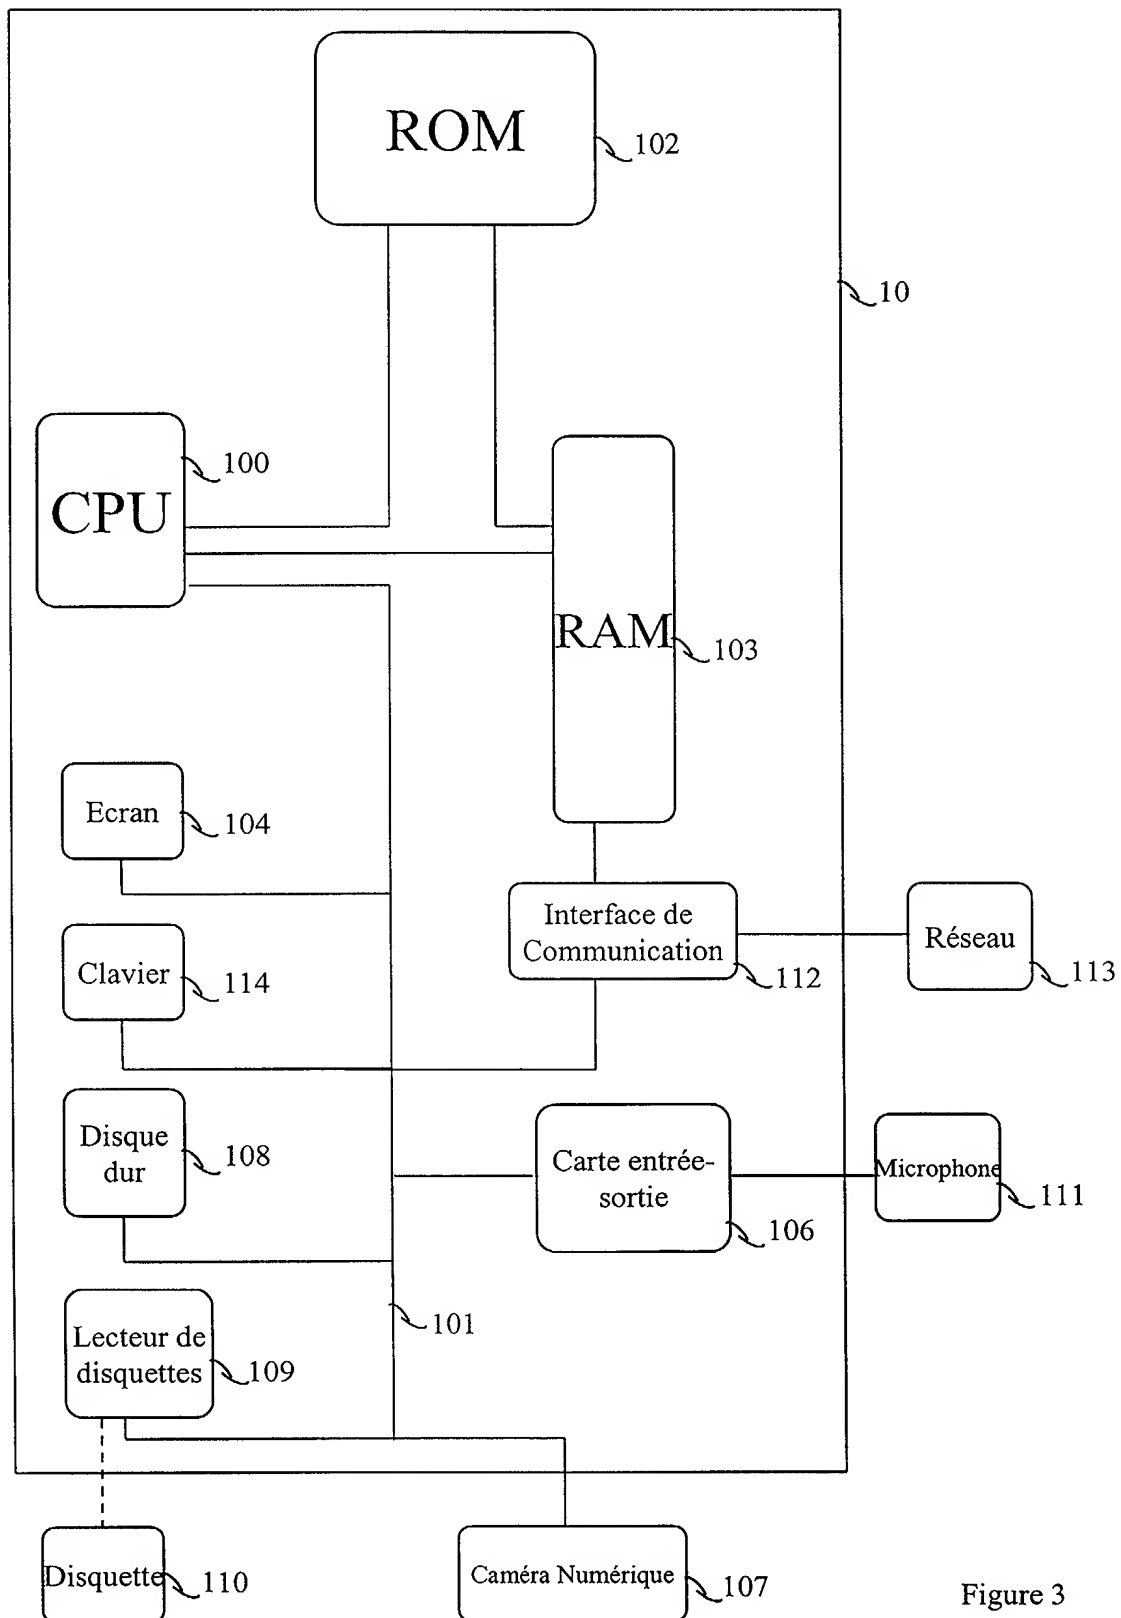 ROM
102
10
100
CPU
RAM
103
Ecran
104
Interface de
Communication
112
Réseau
113
Clavier
114
Disque
dur
108
Carte entrée-
sortie
106
Microphone
111
101
Lecteur de
disquettes
109
Disquette
110
Caméra Numérique
107
Figure 3